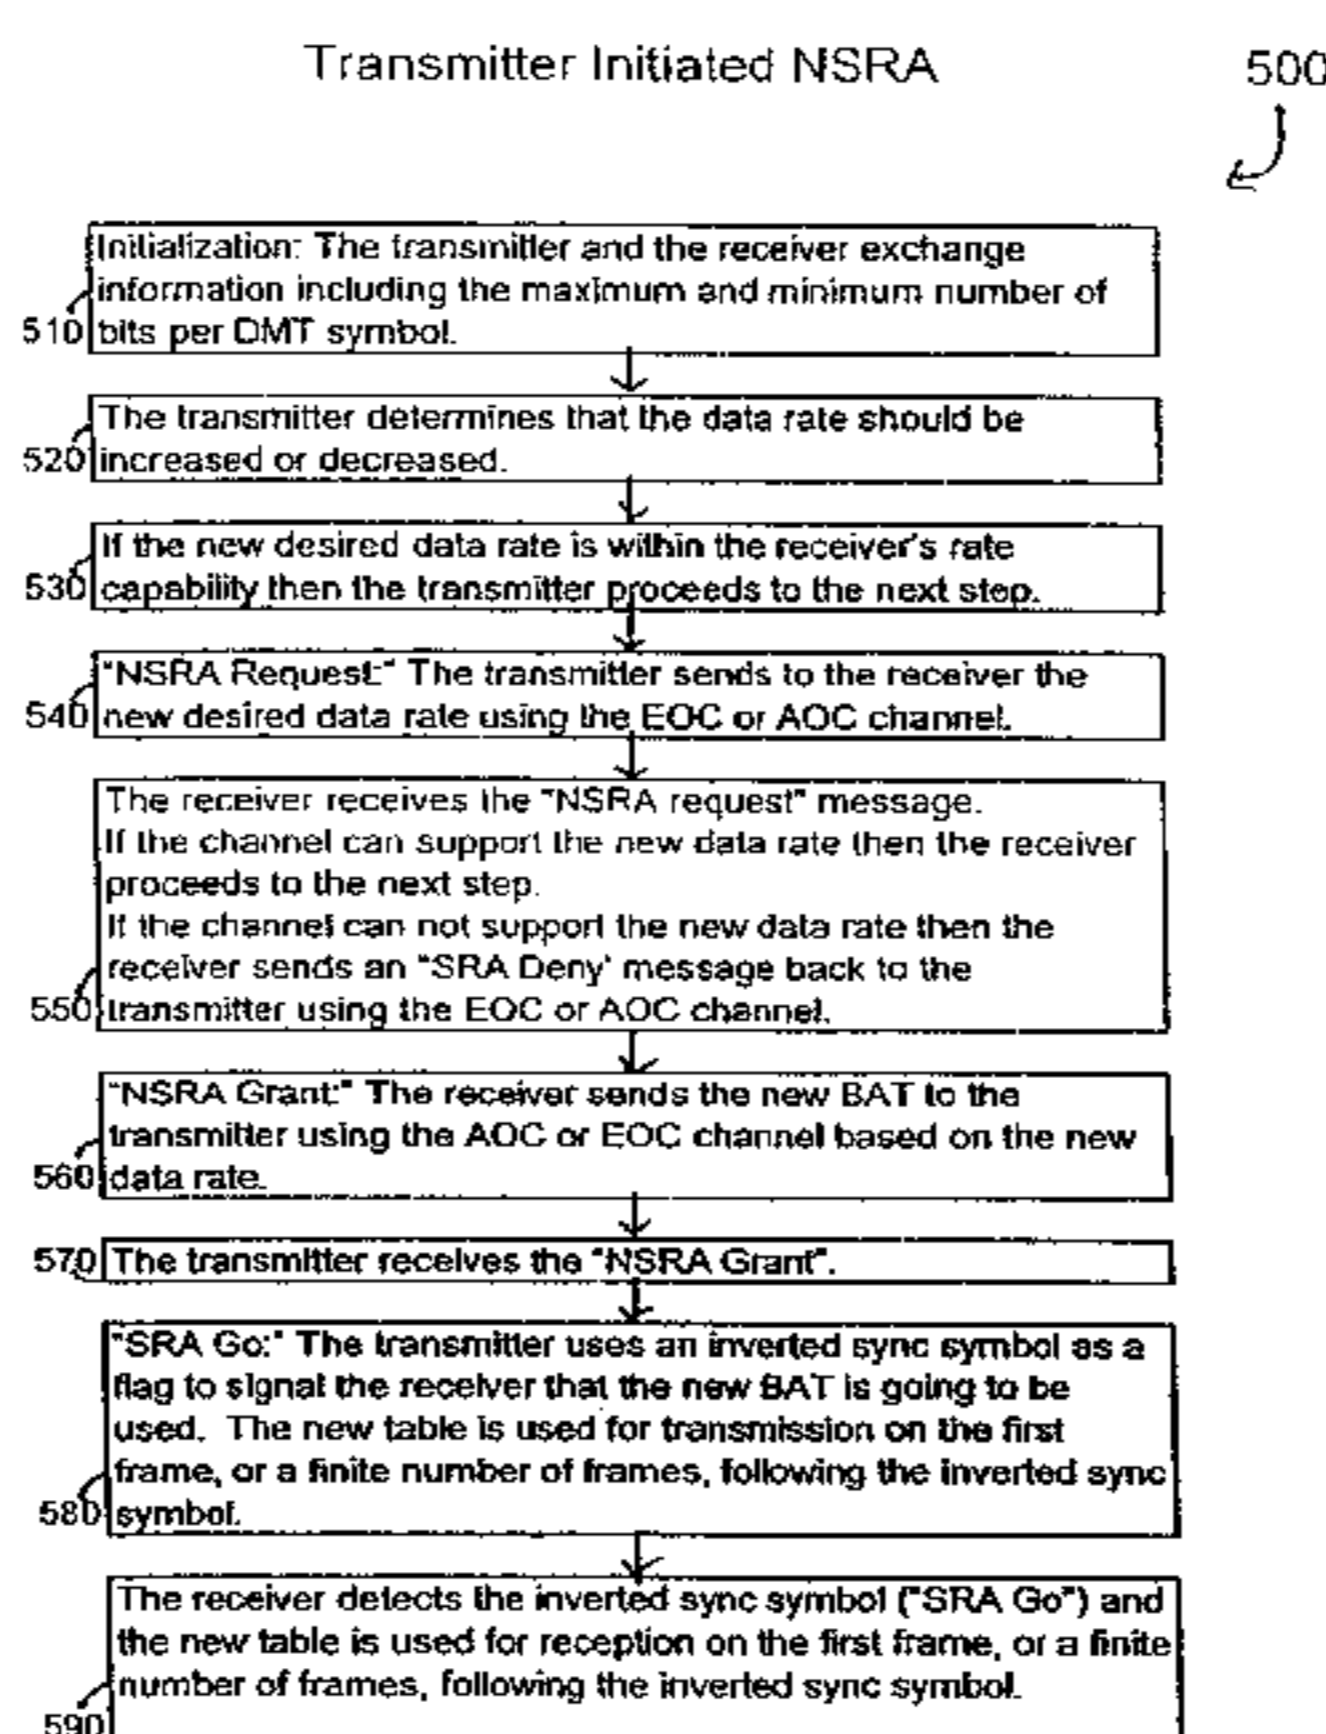 Transmitter Initiated NSRA
500
Initialization: The transmitter and the receiver exchange
information including the maximum and minimum number of
510 bits per DMT symbol.
The transmitter determines that the data rate should be
520 increased or decreased.
If the new desired data rate is within the receiver's rate
530 capability then the transmitter proceeds to the next step.
"NSRA Request:" The transmitter sends to the receiver the
540 new desired data rate using the EOC or AOC channel.
The receiver receives the "NSRA request" message.
If the channel can support the new data rate then the receiver
proceeds to the next step.
If the channel can not support the new data rate then the
receiver sends an "SRA Deny' message back to the
550 transmitter using the EOC or AOC channel.
"NSRA Grant:" The receiver sends the new BAT to the
transmitter using the AOC or EOC channel based on the new
560 data rate.
570 The transmitter receives the "NSRA Grant".
"SRA Go:" The transmitter uses an inverted sync symbol as a
flag to signal the receiver that the new BAT is going to be
used. The new table is used for transmission on the first
frame, or a finite number of frames, following the inverted sync
580 symbol.
The receiver detects the inverted sync symbol ("SRA Go") and
the new table is used for reception on the first frame, or a finite
number of frames, following the inverted sync symbol.
590